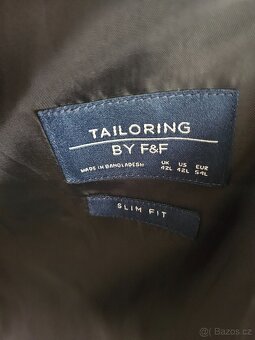 TAILORING
BY F&F
MADE IN BANGLADESH
UK US EUR
42L 42L 54L
SLIM FIT
© Bazos.cz